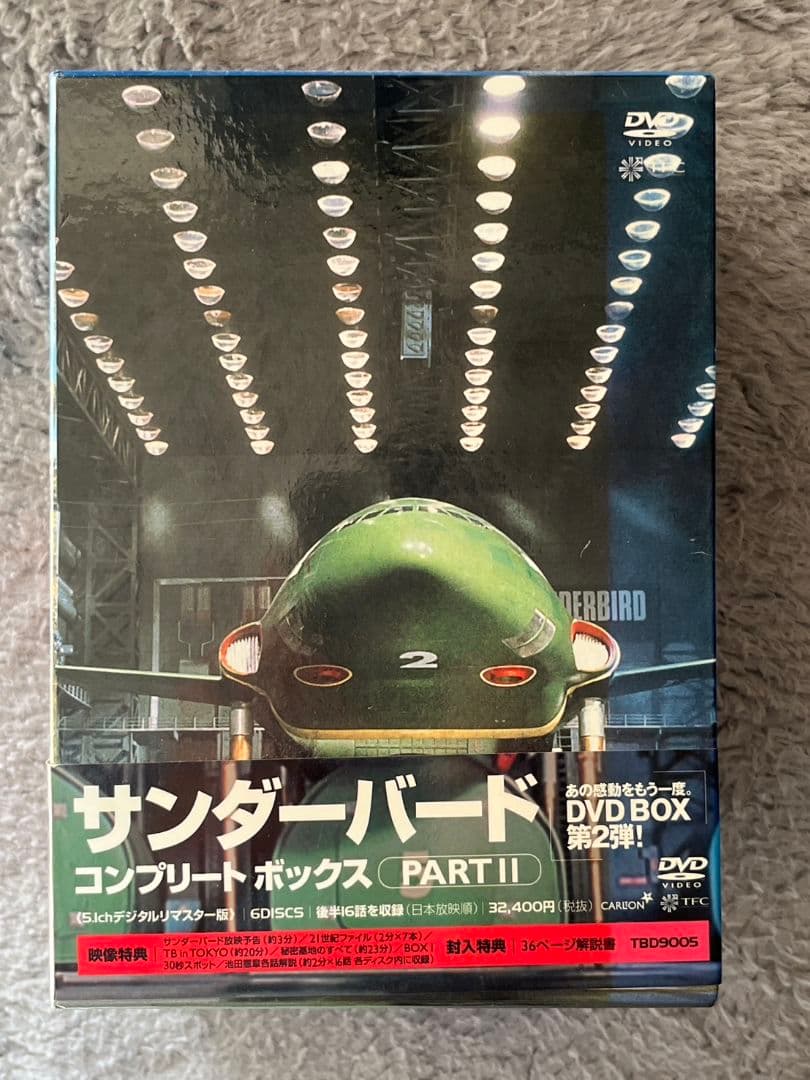 DVD
VIDEO
TFC
4444
DERBIRD
2
サンダーバード
コンプリート ボックス PART II
あの感動をもう一度。
DVD BOX
第2弾!
DVD
VIDEO
《5.1chデジタルリマスター版》|6DISCS|後半16話を収録(日本放映順)|32,400円(税抜) CARLTON TFC
映像特典
サンダーバード放映予告(約3分)/21世紀ファイル(2分×7本)/
TB in TOKYO(約20分)/秘密基地のすべて(約23分)/BOX I
30秒スポット/池田憲章各話解説(約2分×16話 各ディスク内に収録)
封入特典|36ページ解説書 TBD9005